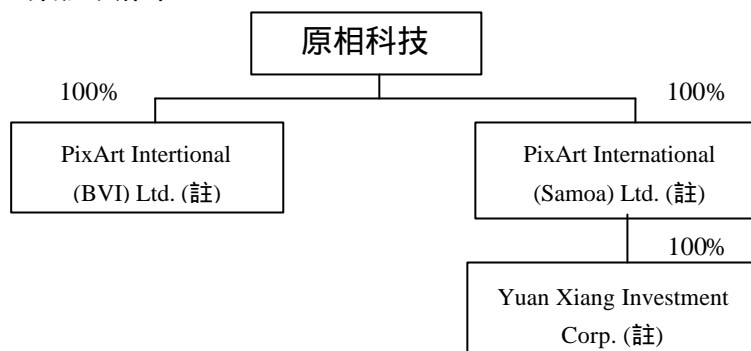 原相科技
100%
100%
PixArt Intertional
(BVI) Ltd. (註)
PixArt International
(Samoa) Ltd. (註)
100%
Yuan Xiang Investment
Corp. (註)